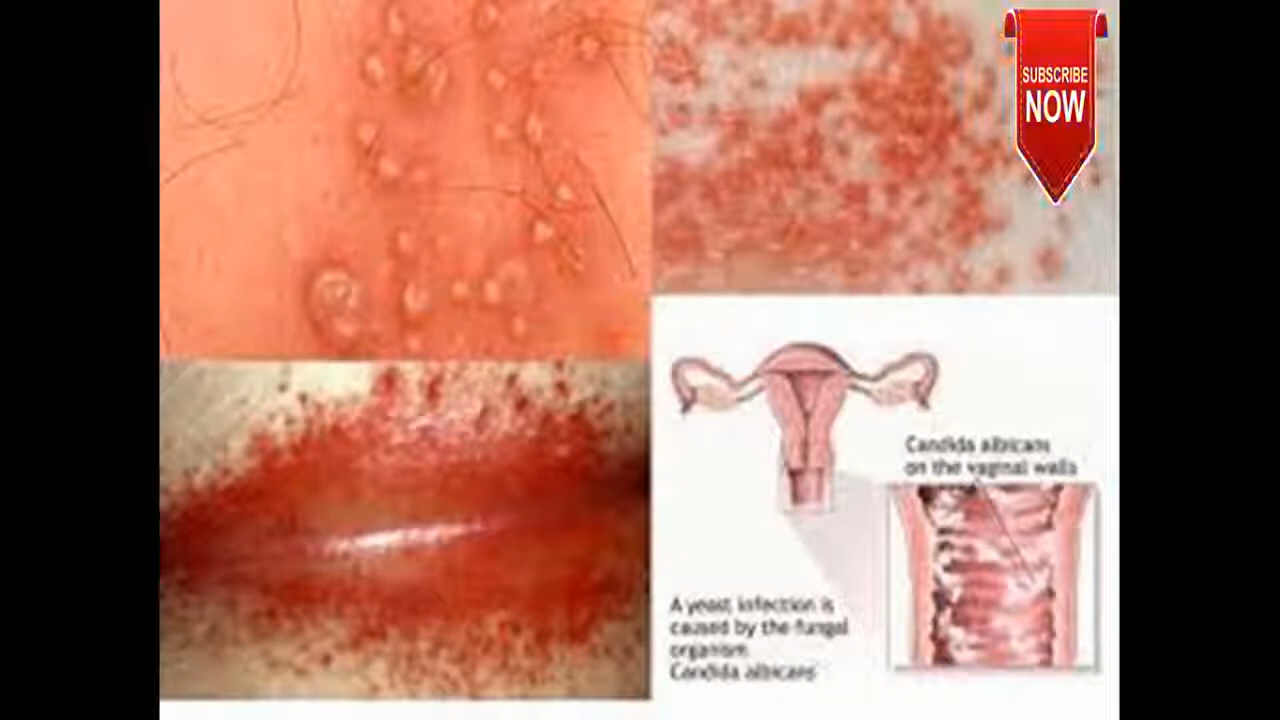 SUBSCRIBE
NOW
Candida albicans
on the vaginal walls
A yeast infection is
caused by the fungal
organism
Candida albicans